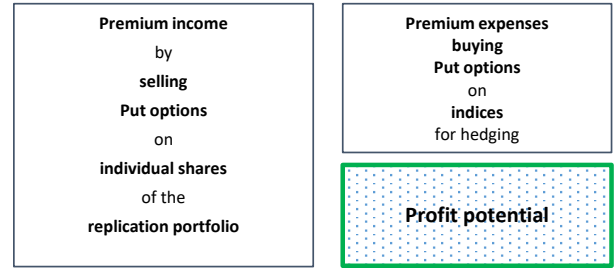 Premium income
by
selling
Put options
on
individual shares
of the
replication portfolio
Premium expenses
buying
Put options
on
indices
for hedging
Profit potential